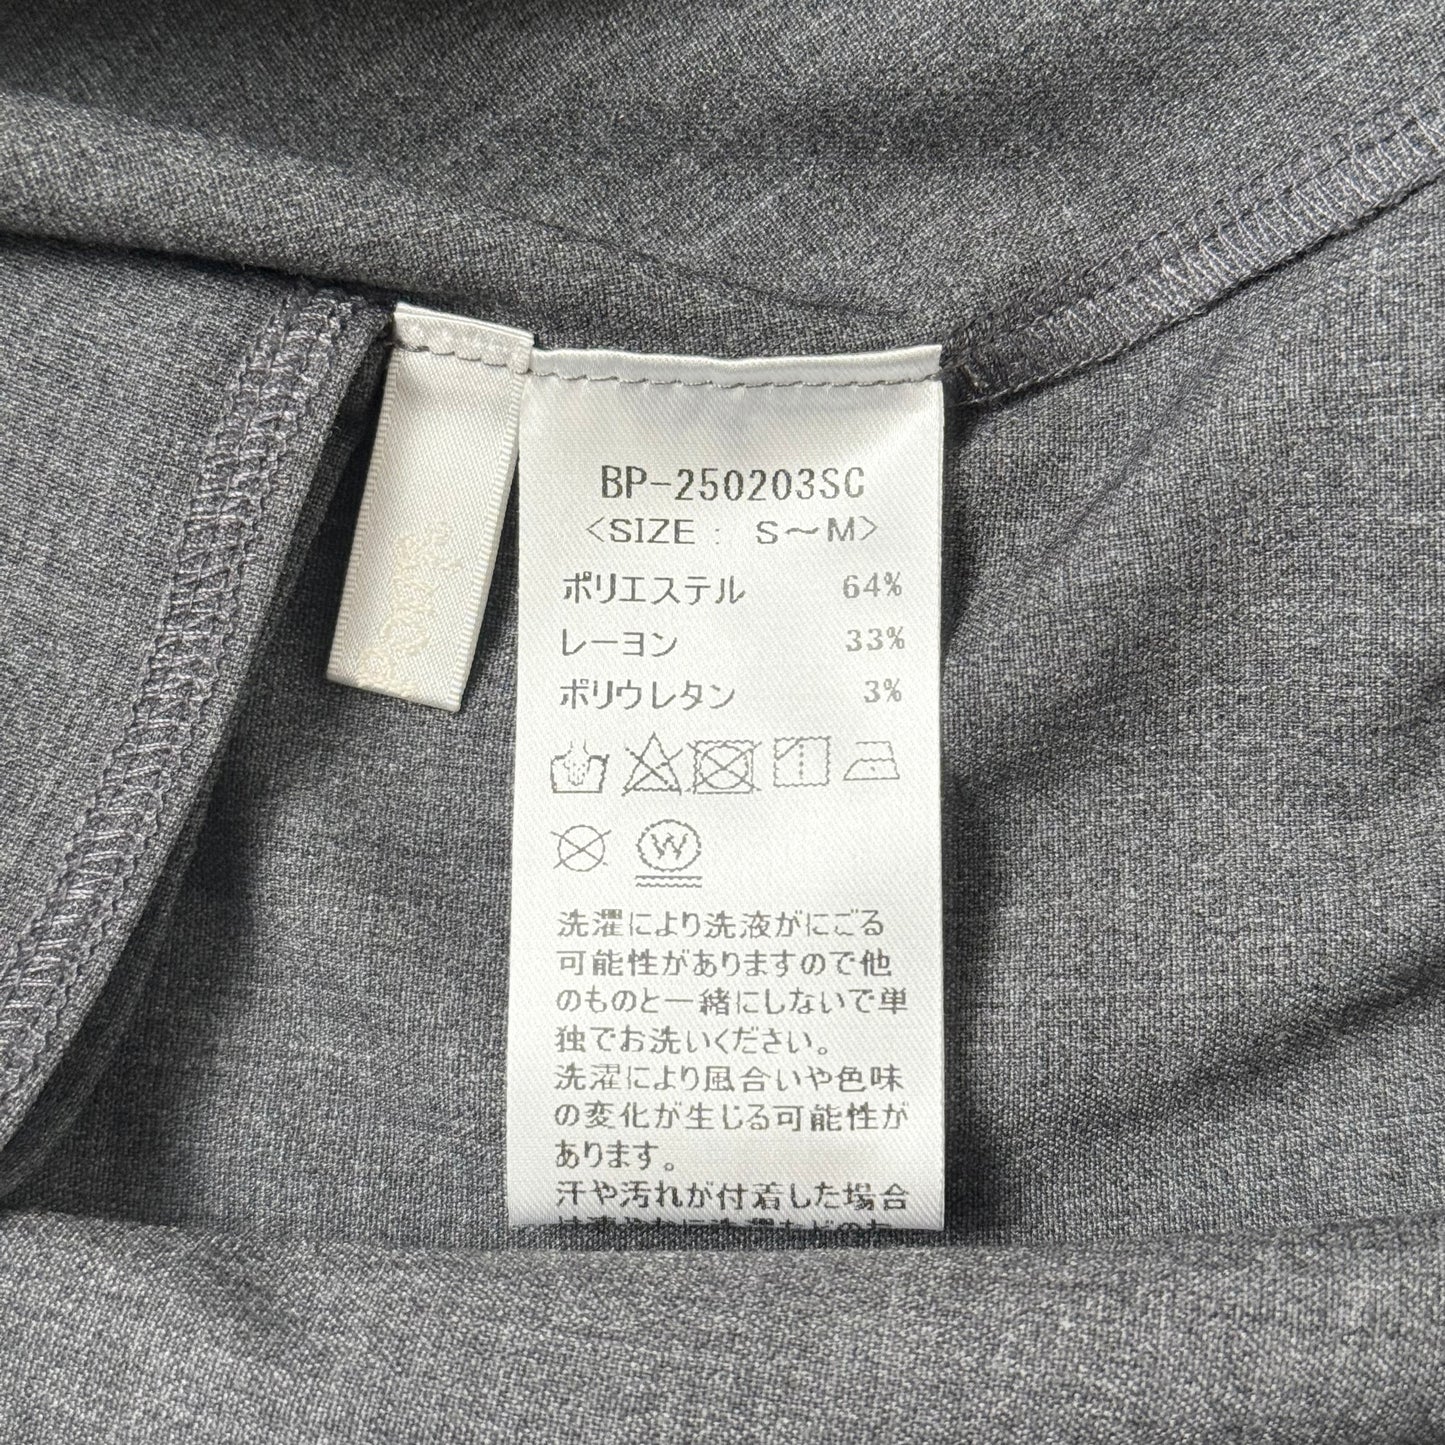 BP-250203SC
<SIZE : S～M>
ポリエステル 64%
レーヨン 33%
ポリウレタン 3%
W
洗濯により洗液がにごる
可能性がありますので他
のものと一緒にしないで単
独でお洗いください。
洗濯により風合いや色味
の変化が生じる可能性が
あります。
汗や汚れが付着した場合